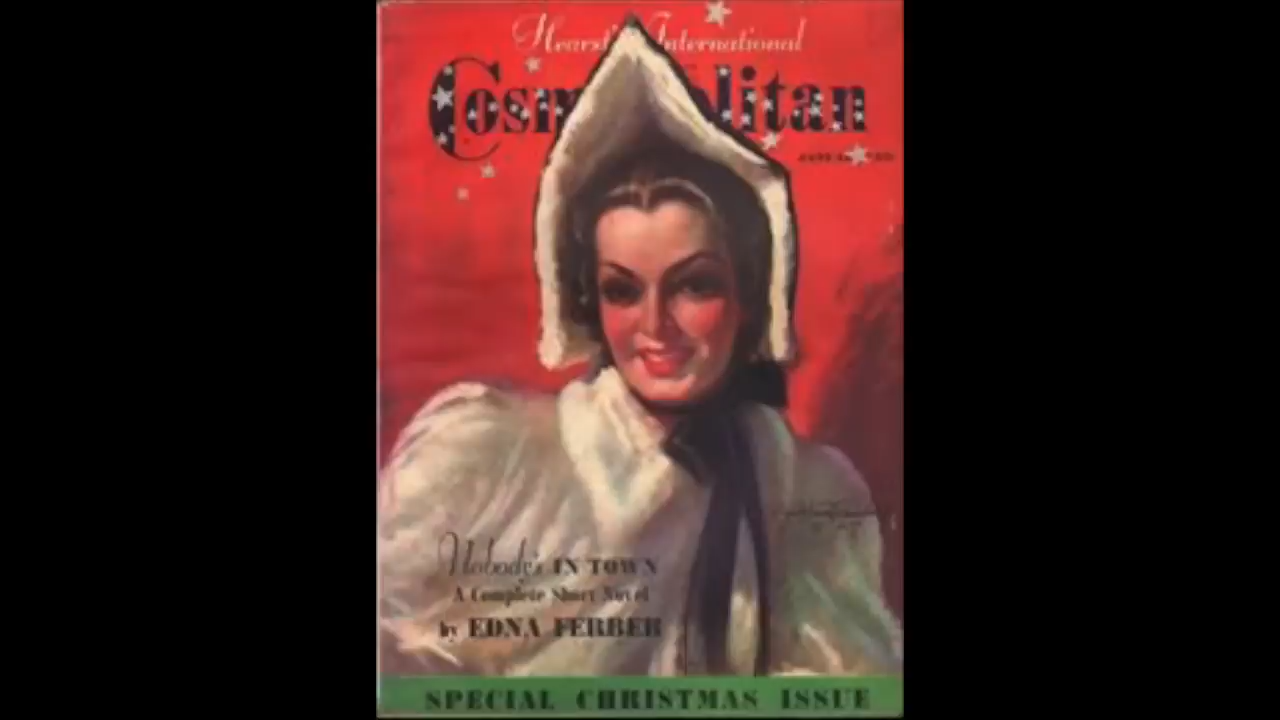 Hearst's International
Cosmopolitan
Nobody's IN TOWN
A Complete Short Novel
by EDNA FERBER
SPECIAL CHRISTMAS ISSUE